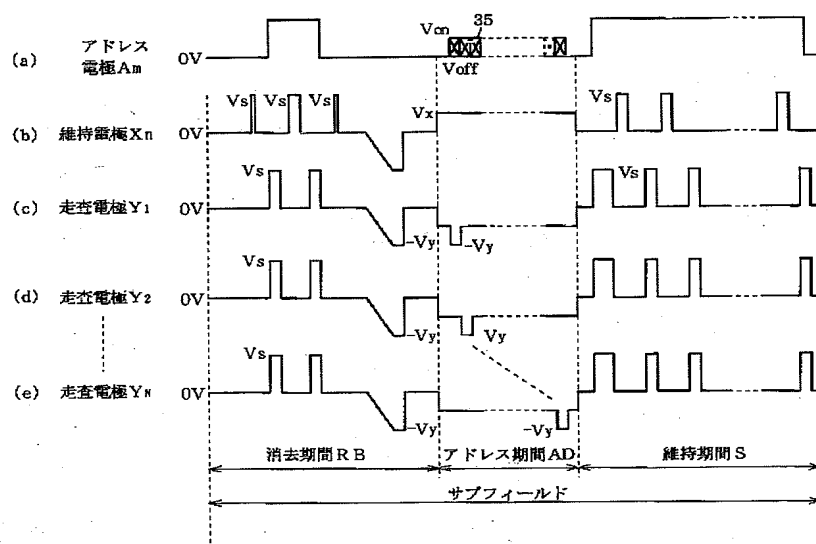 (a) アドレス電極Am 0V Von 35 Voff
(b) 維持電極Xn 0V Vs Vs Vs Vx Vs
(c) 走査電極Y1 0V Vs -Vy -Vy Vs
(d) 走査電極Y2 0V Vs -Vy Vy
(e) 走査電極YN 0V Vs -Vy -Vy
消去期間RB アドレス期間AD 維持期間S
サブフィールド